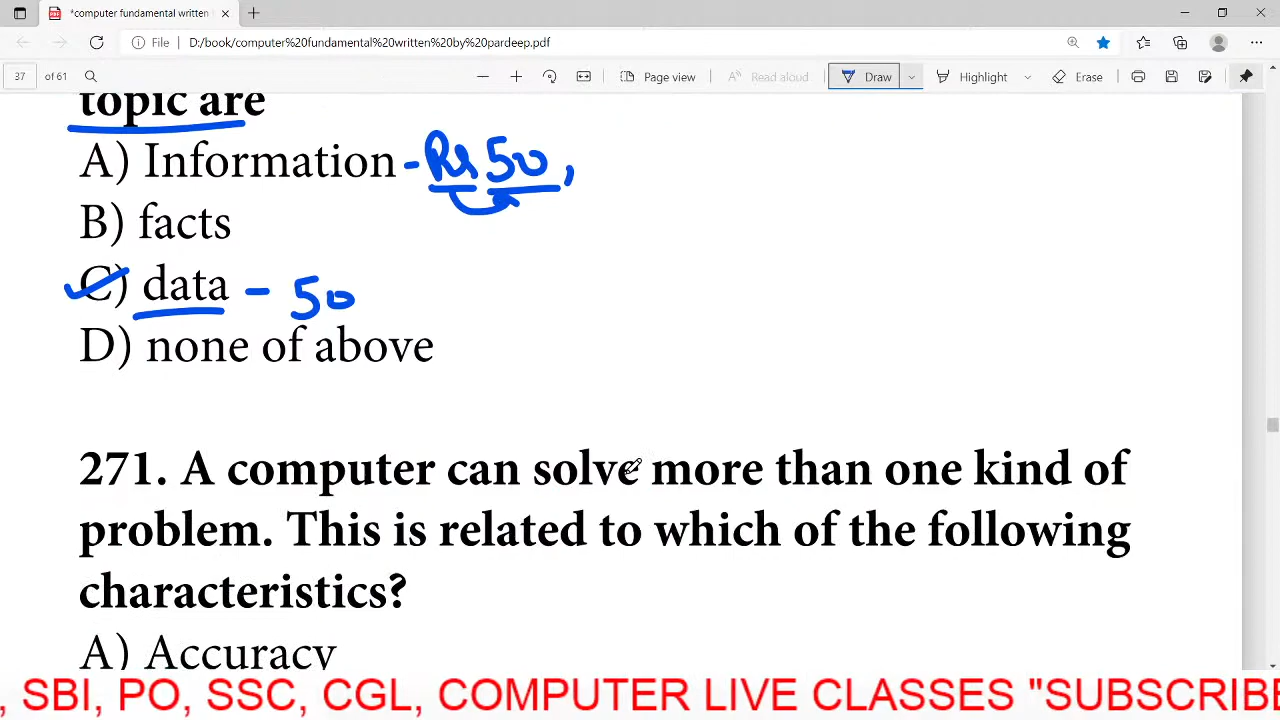 *computer fundamental written
File D:/book/computer%20fundamental%20written%20by%20pardeep.pdf
37 of 61 Page view Read aloud Draw Highlight Erase
topic are
A) Information - Rs 50,
B) facts
C) data - 50
D) none of above
271. A computer can solve more than one kind of
problem. This is related to which of the following
characteristics?
A) Accuracy
, SBI, PO, SSC, CGL, COMPUTER LIVE CLASSES "SUBSCRIBE